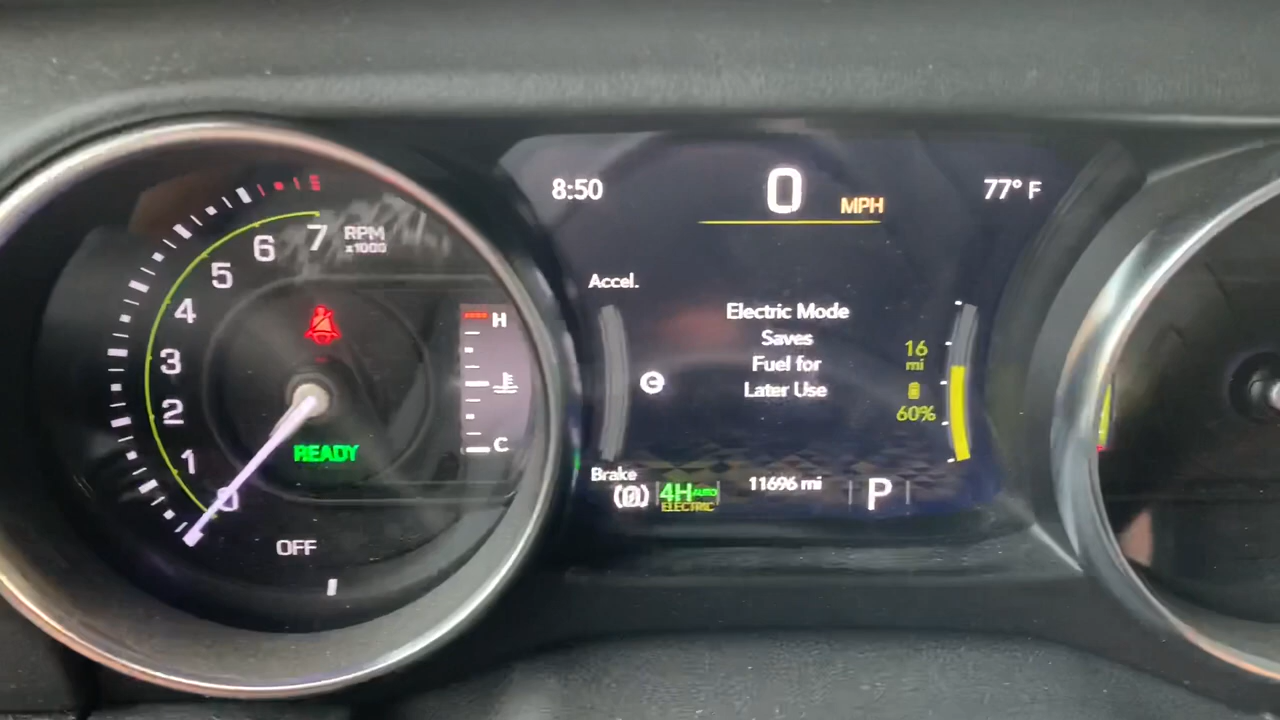 8:50
0 MPH
77° F
7
6
5
4
3
2
1
0
RPM
x1000
H
C
READY
OFF
Accel.
Electric Mode
Saves
Fuel for
Later Use
16
mi
60%
Brake
4H AUTO
ELECTRIC
11696 mi
P